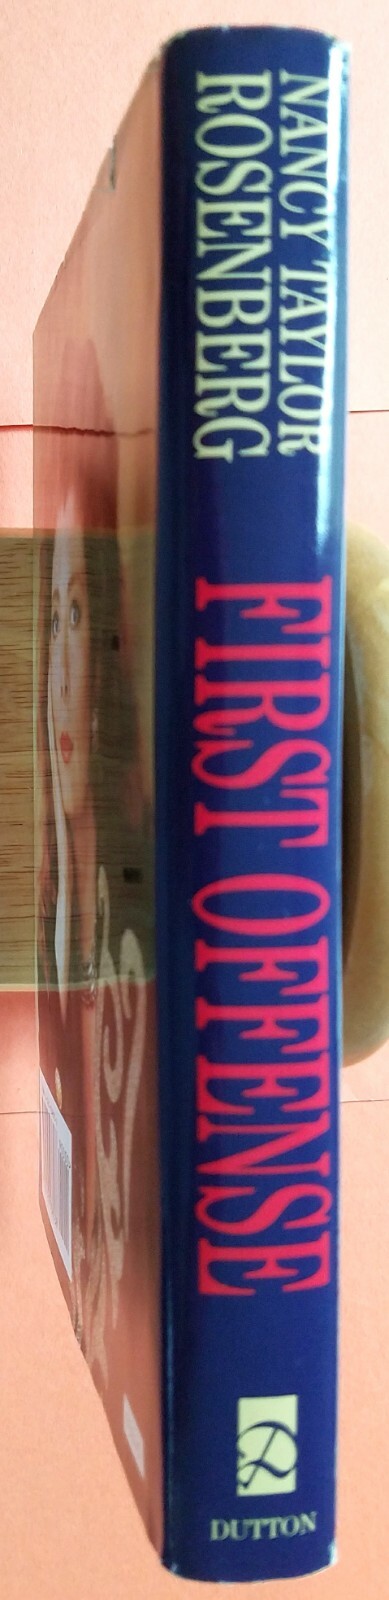 NANCY TAYLOR
ROSENBERG
FIRST OFFENSE
DUTTON